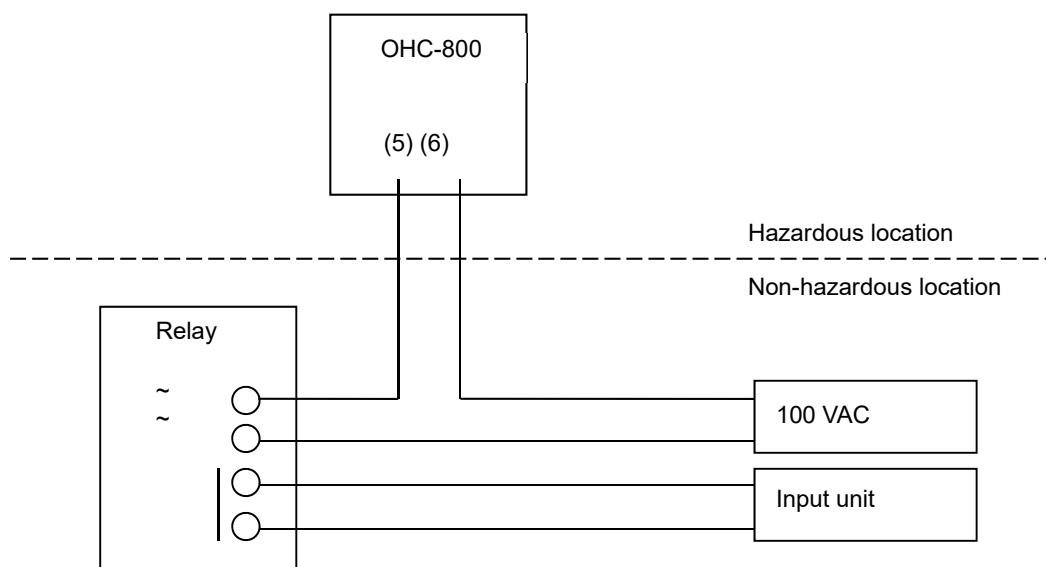 OHC-800
(5) (6)
Hazardous location
Non-hazardous location
Relay
~
~
100 VAC
Input unit